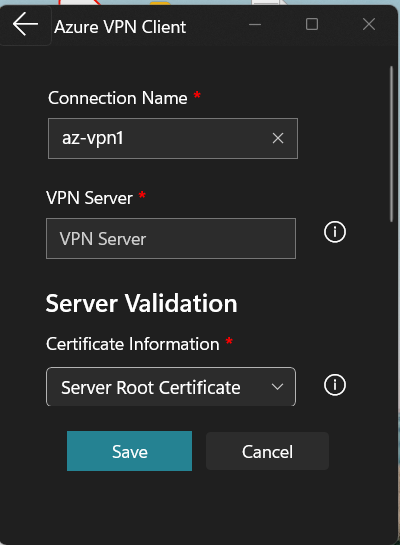 Azure VPN Client
Connection Name *
az-vpn1
VPN Server *
VPN Server
Server Validation
Certificate Information *
Server Root Certificate
Save
Cancel